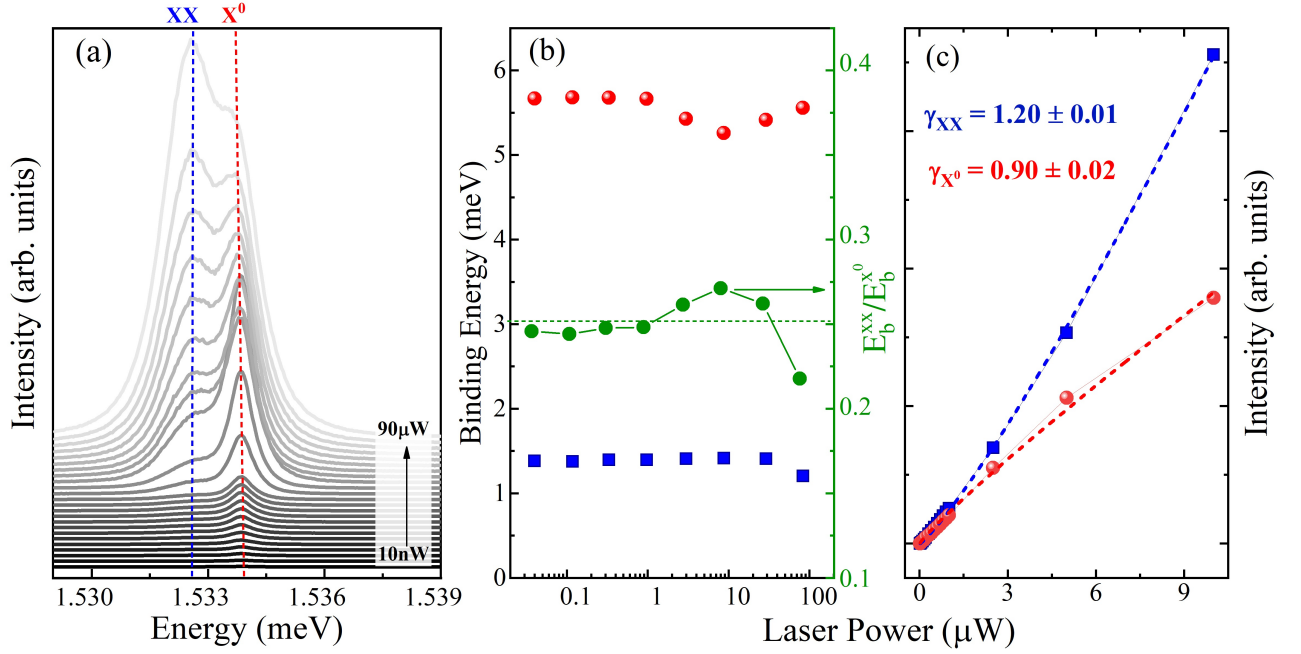 XX X⁰
(a)
Intensity (arb. units)
90μW
10nW
1.530 1.533 1.536 1.539
Energy (meV)
(b)
Binding Energy (meV)
6
5
4
3
2
1
0
0.4
0.3
0.2
0.1
E_b^XX/E_b^X⁰
0.1 1 10 100
Laser Power (μW)
(c)
γ_XX = 1.20 ± 0.01
γ_X⁰ = 0.90 ± 0.02
0 3 6 9
Intensity (arb. units)